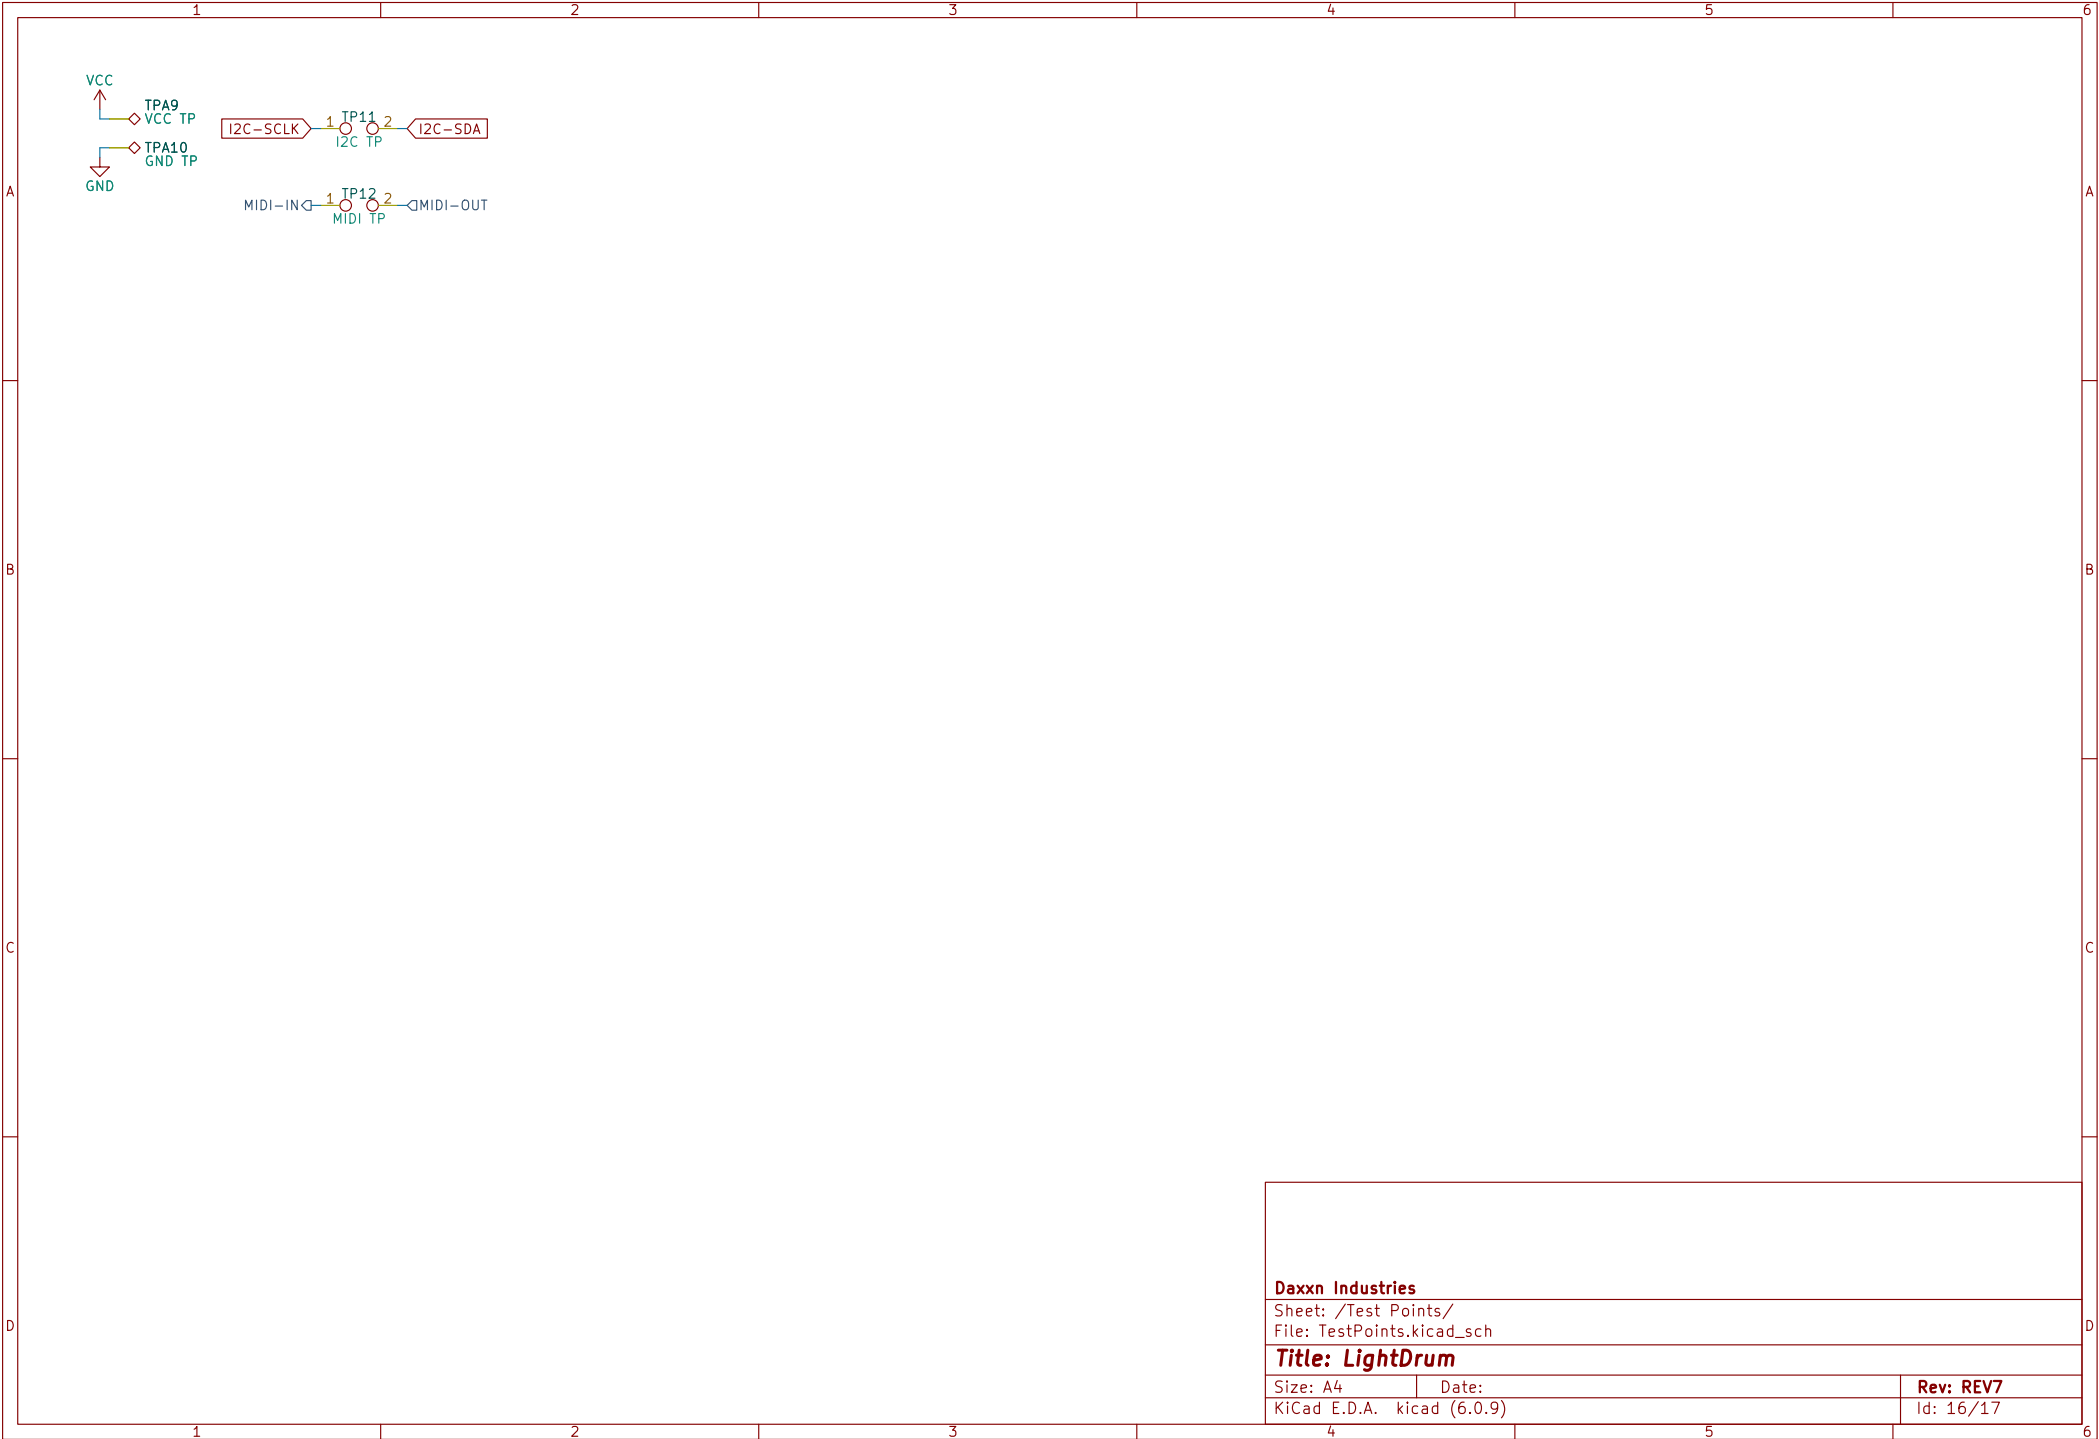 1 2 3 4 5 6
VCC
TPA9
VCC TP
TPA10
GND TP
GND
I2C-SCLK 1 TP11 2 I2C-SDA
I2C TP
MIDI-IN 1 TP12 2 MIDI-OUT
MIDI TP
A A
B B
C C
D D
Daxxn Industries
Sheet: /Test Points/
File: TestPoints.kicad_sch
Title: LightDrum
Size: A4 Date: Rev: REV7
KiCad E.D.A. kicad (6.0.9) Id: 16/17
1 2 3 4 5 6